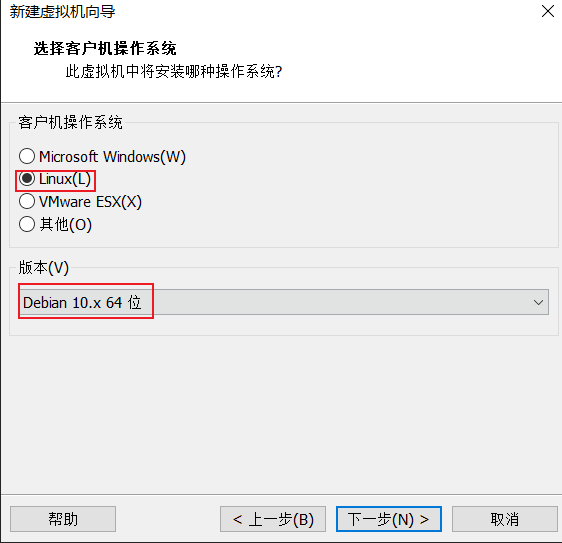 新建虚拟机向导
选择客户机操作系统
此虚拟机中将安装哪种操作系统?
客户机操作系统
Microsoft Windows(W)
Linux(L)
VMware ESX(X)
其他(O)
版本(V)
Debian 10.x 64 位
帮助
< 上一步(B)
下一步(N) >
取消